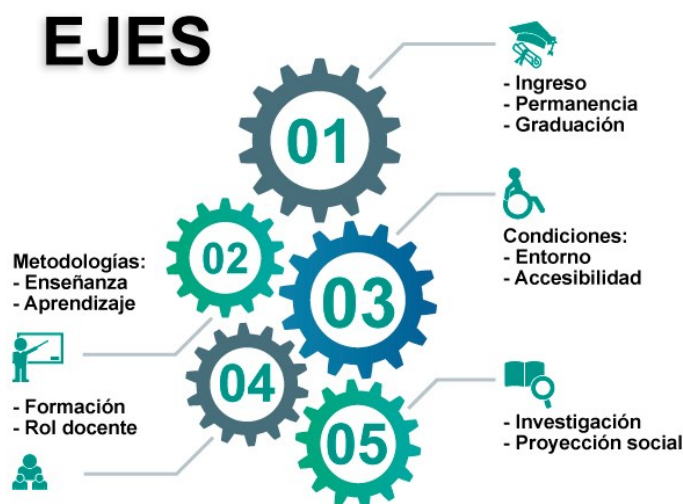 EJES
01
- Ingreso
- Permanencia
- Graduación
02
Metodologías:
- Enseñanza
- Aprendizaje
03
Condiciones:
- Entorno
- Accesibilidad
04
- Formación
- Rol docente
05
- Investigación
- Proyección social